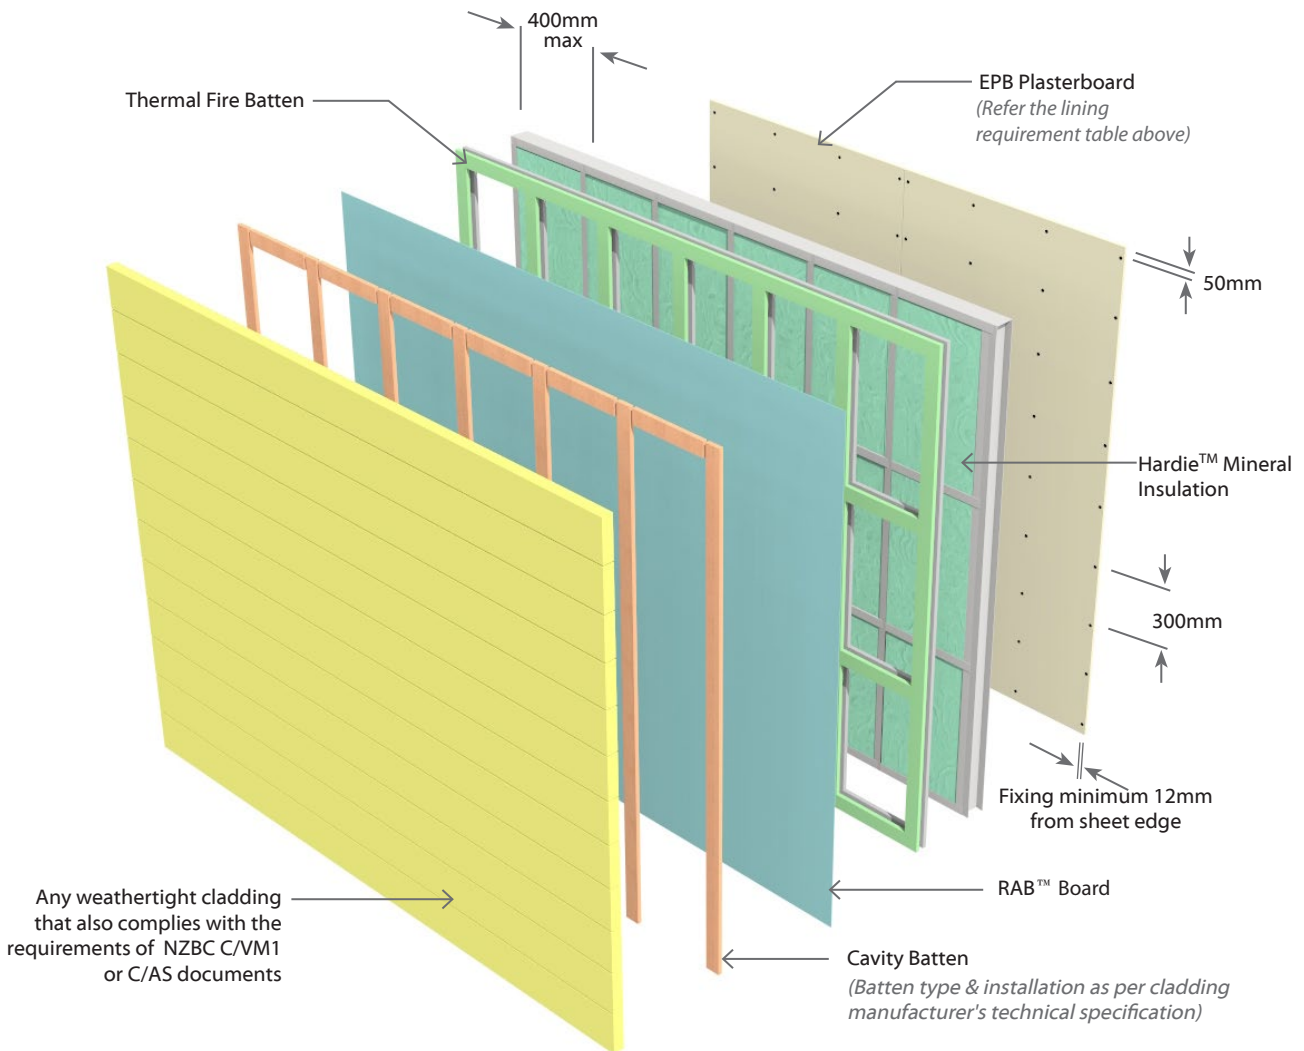 400mm
max
Thermal Fire Batten
EPB Plasterboard
(Refer the lining
requirement table above)
50mm
Hardie™ Mineral
Insulation
300mm
Fixing minimum 12mm
from sheet edge
RAB™ Board
Any weathertight cladding
that also complies with the
requirements of NZBC C/VM1
or C/AS documents
Cavity Batten
(Batten type & installation as per cladding
manufacturer's technical specification)